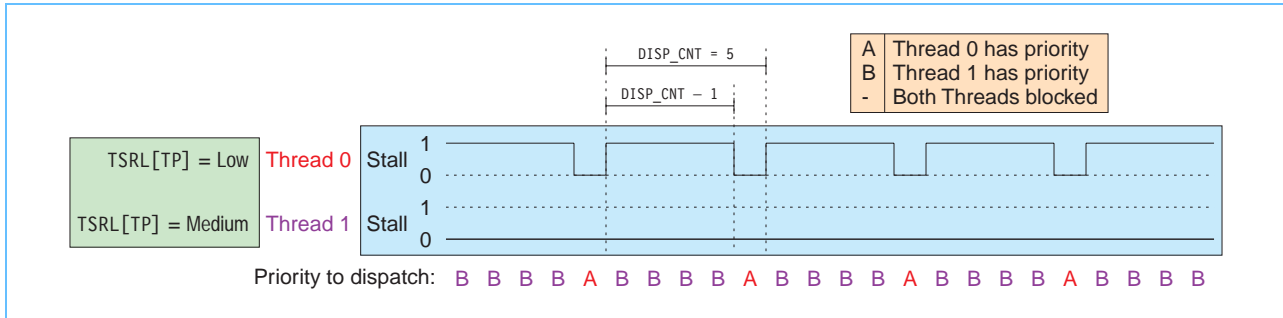 DISP_CNT = 5
DISP_CNT – 1
A Thread 0 has priority
B Thread 1 has priority
- Both Threads blocked
TSRL[TP] = Low Thread 0 Stall 1
0
TSRL[TP] = Medium Thread 1 Stall 1
0
Priority to dispatch: B B B B A B B B B A B B B B A B B B B A B B B B